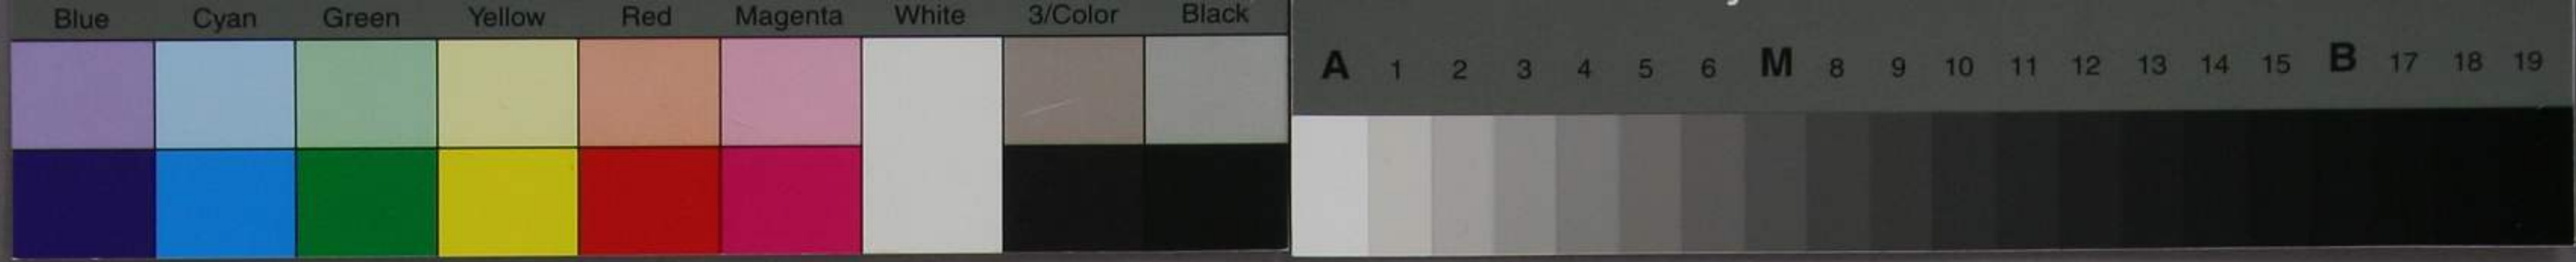 Blue Cyan Green Yellow Red Magenta White 3/Color Black
A 1 2 3 4 5 6 M 8 9 10 11 12 13 14 15 B 17 18 19